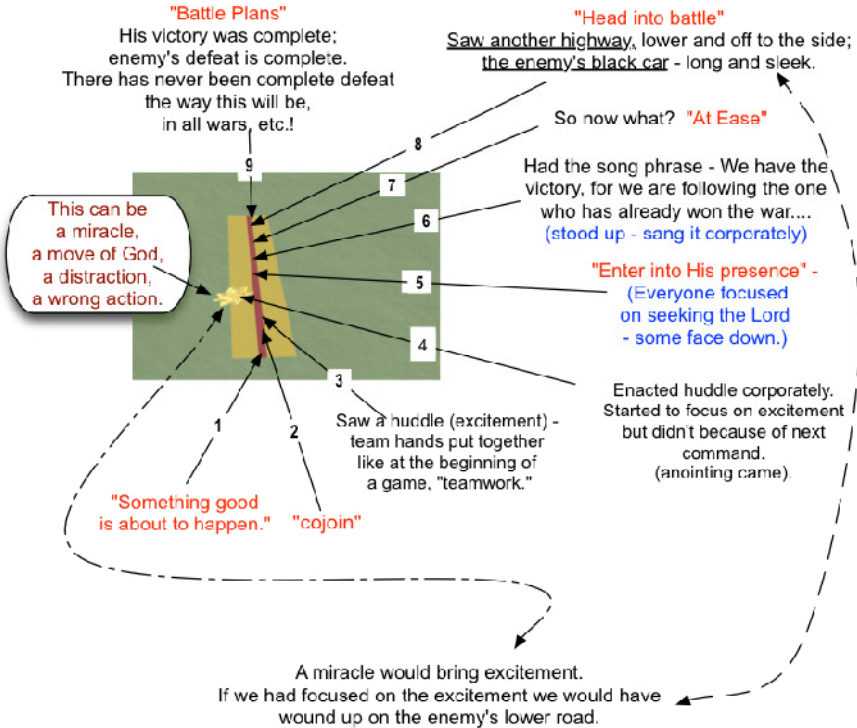 "Battle Plans"
His victory was complete;
enemy's defeat is complete.
There has never been complete defeat
the way this will be,
in all wars, etc.!
"Head into battle"
Saw another highway, lower and off to the side;
the enemy's black car - long and sleek.
So now what? "At Ease"
Had the song phrase - We have the
victory, for we are following the one
who has already won the war....
(stood up - sang it corporately)
"Enter into His presence" -
(Everyone focused
on seeking the Lord
- some face down.)
Enacted huddle corporately.
Started to focus on excitement
but didn't because of next
command.
(anointing came).
9
8
7
6
5
4
3
2
1
This can be
a miracle,
a move of God,
a distraction,
a wrong action.
Saw a huddle (excitement) -
team hands put together
like at the beginning of
a game, "teamwork."
"Something good
is about to happen."
"cojoin"
A miracle would bring excitement.
If we had focused on the excitement we would have
wound up on the enemy's lower road.